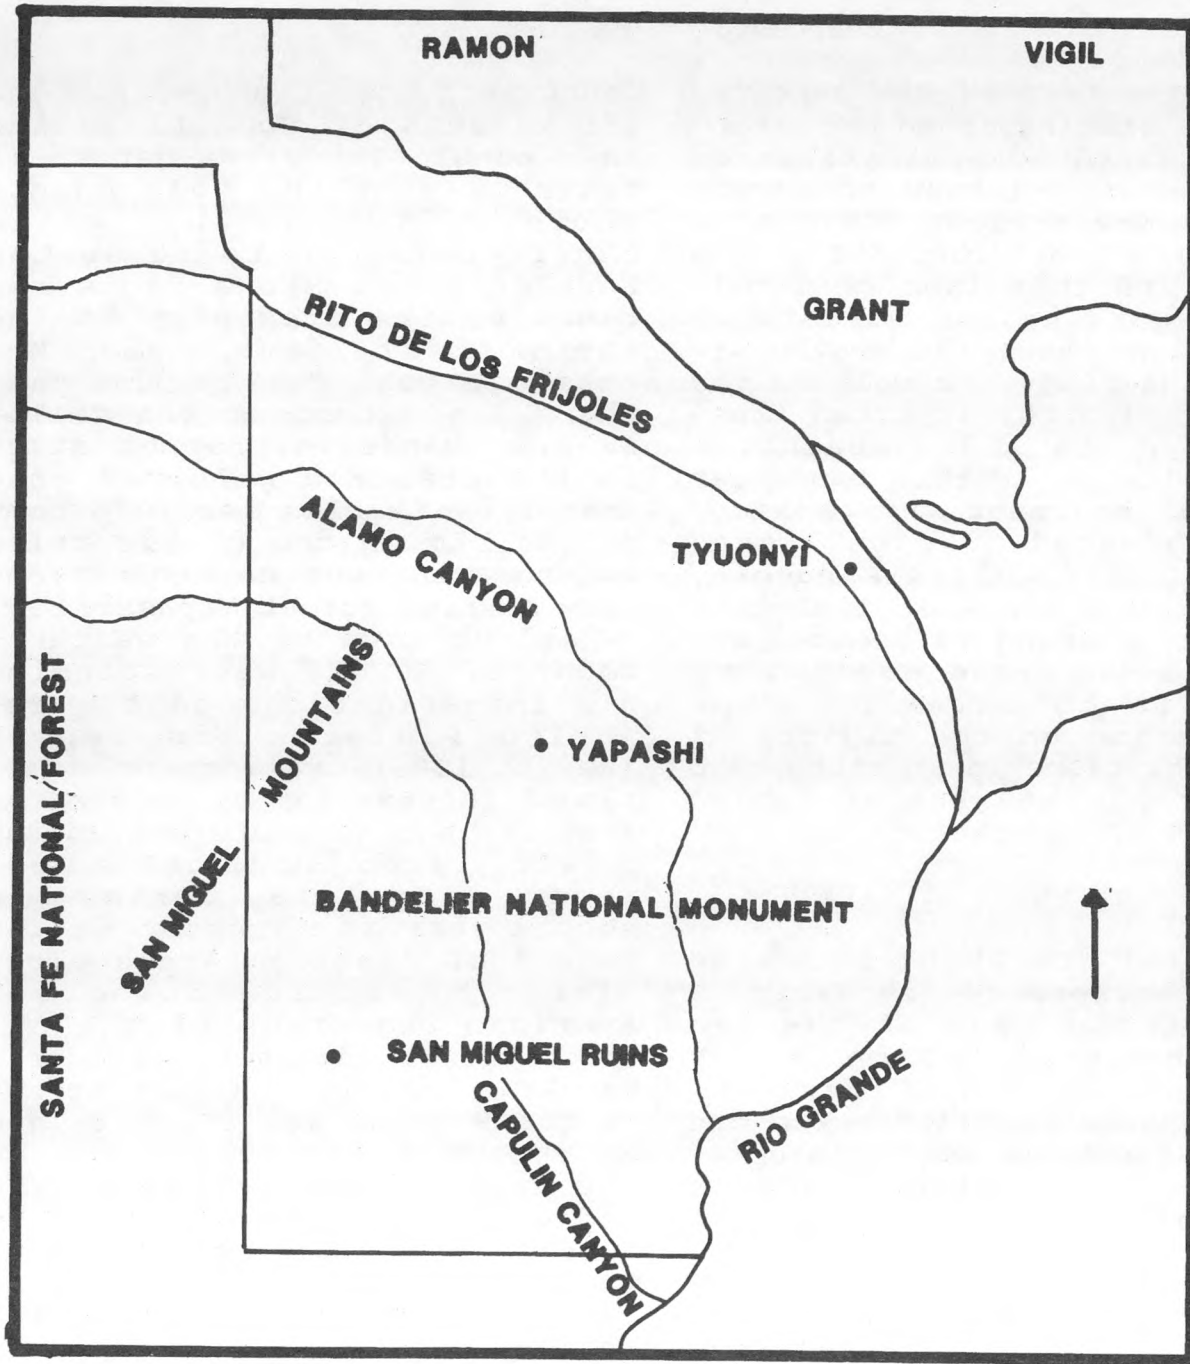 RAMON VIGIL
GRANT
RITO DE LOS FRIJOLES
ALAMO CANYON
TYUONYI
SANTA FE NATIONAL FOREST
SAN MIGUEL MOUNTAINS
YAPASHI
BANDELIER NATIONAL MONUMENT
SAN MIGUEL RUINS
CAPULIN CANYON
RIO GRANDE